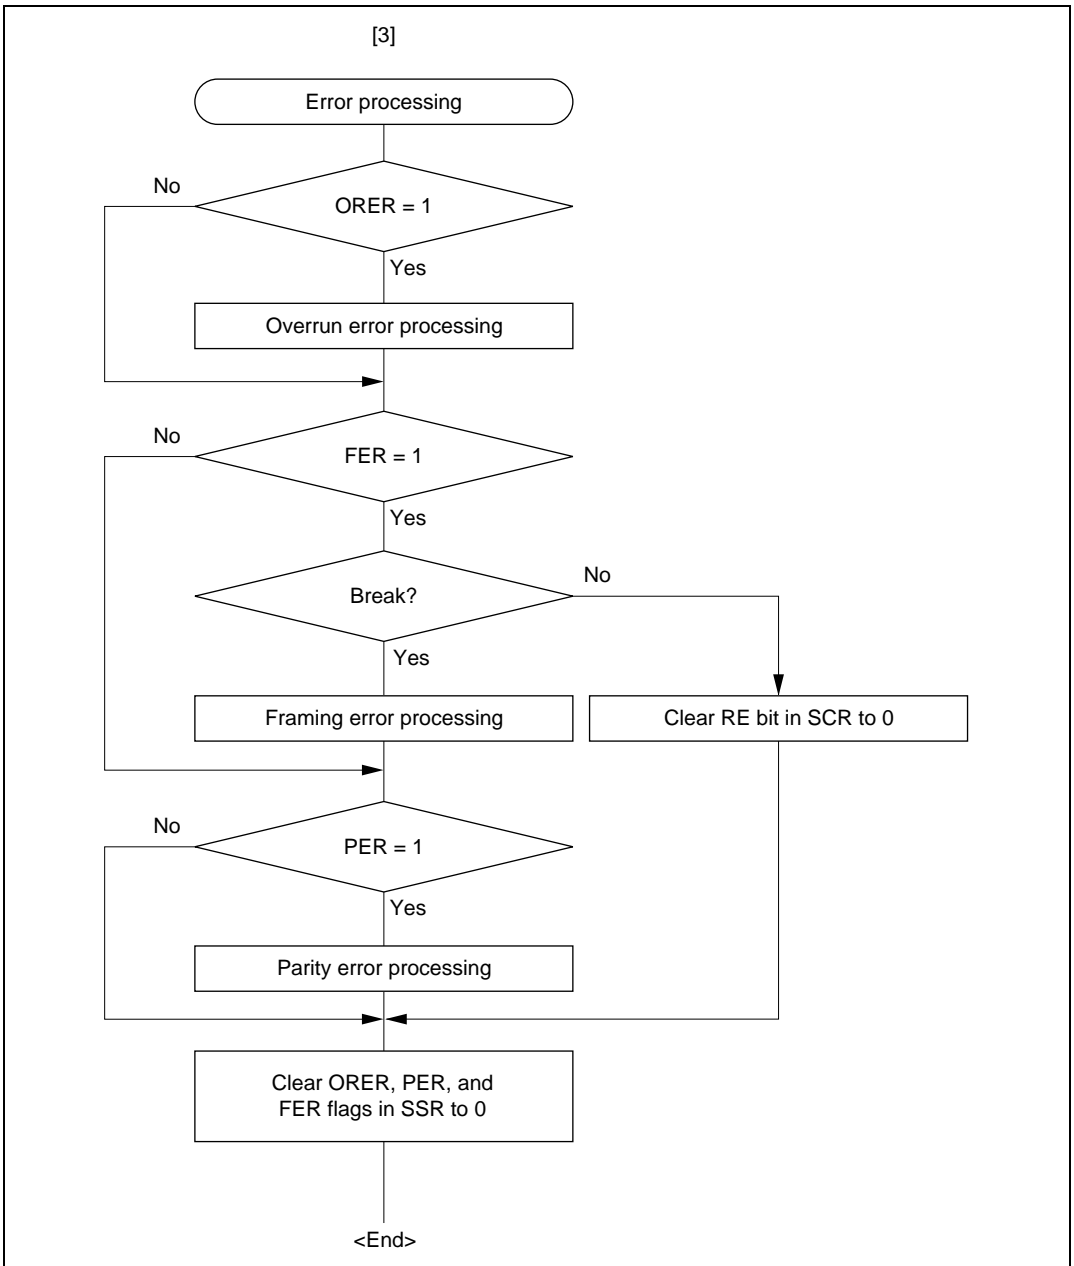 [3]
Error processing
No
ORER = 1
Yes
Overrun error processing
No
FER = 1
Yes
Break?
No
Yes
Framing error processing
Clear RE bit in SCR to 0
No
PER = 1
Yes
Parity error processing
Clear ORER, PER, and
FER flags in SSR to 0
<End>